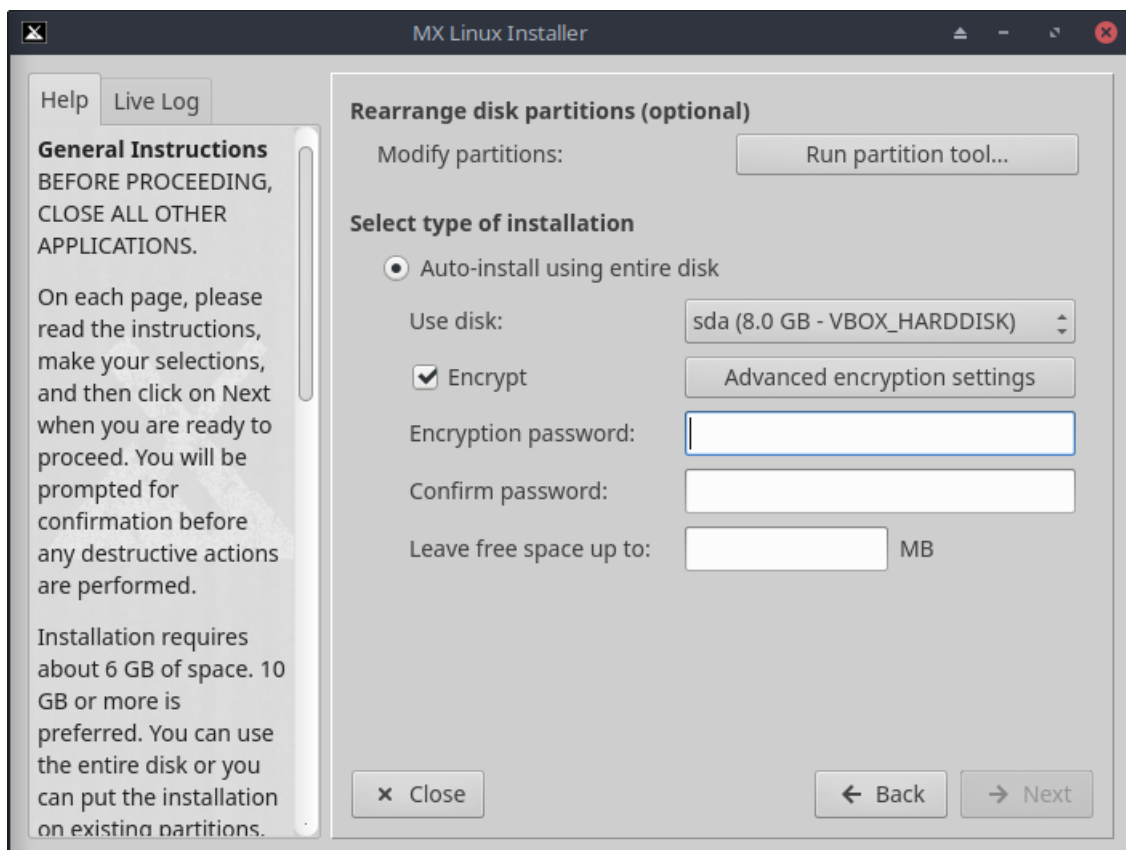 MX Linux Installer
Help
Live Log
General Instructions
BEFORE PROCEEDING,
CLOSE ALL OTHER
APPLICATIONS.
On each page, please
read the instructions,
make your selections,
and then click on Next
when you are ready to
proceed. You will be
prompted for
confirmation before
any destructive actions
are performed.
Installation requires
about 6 GB of space. 10
GB or more is
preferred. You can use
the entire disk or you
can put the installation
on existing partitions.
Rearrange disk partitions (optional)
Modify partitions:
Run partition tool...
Select type of installation
Auto-install using entire disk
Use disk:
sda (8.0 GB - VBOX_HARDDISK)
Encrypt
Advanced encryption settings
Encryption password:
Confirm password:
Leave free space up to:
MB
Close
Back
Next